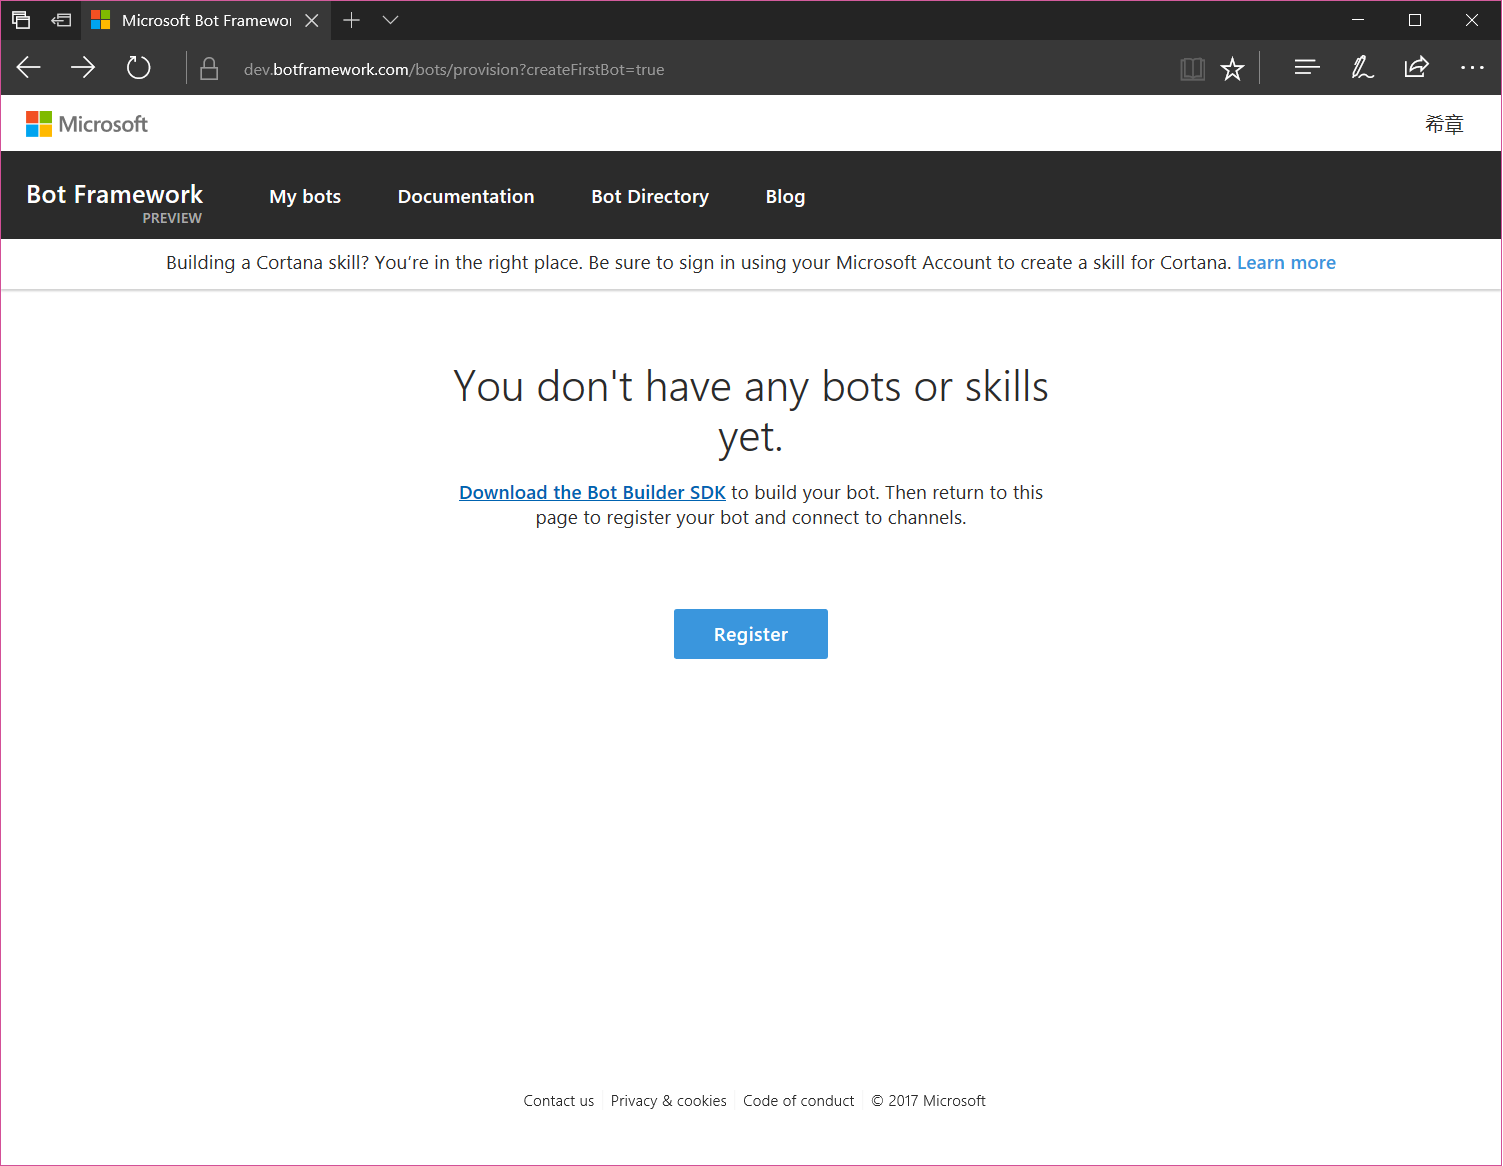 Microsoft Bot Framewor
dev.botframework.com/bots/provision?createFirstBot=true
Microsoft
希章
Bot Framework
PREVIEW
My bots
Documentation
Bot Directory
Blog
Building a Cortana skill? You’re in the right place. Be sure to sign in using your Microsoft Account to create a skill for Cortana. Learn more
You don't have any bots or skills
yet.
Download the Bot Builder SDK to build your bot. Then return to this
page to register your bot and connect to channels.
Register
Contact us
Privacy & cookies
Code of conduct
© 2017 Microsoft